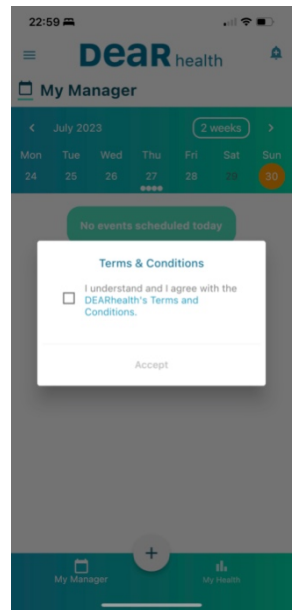 22:59
DEAR health
My Manager
July 2023
2 weeks
Mon Tue Wed Thu Fri Sat Sun
24 25 26 27 28 29 30
No events scheduled today
Terms & Conditions
I understand and I agree with the
DEARhealth's Terms and
Conditions.
Accept
+
My Manager
My Health